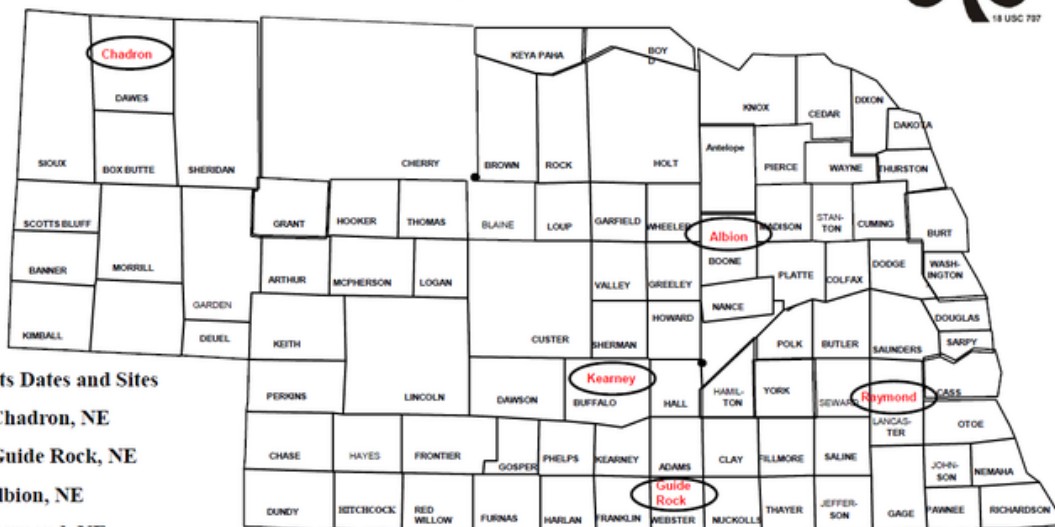 18 USC 707
KEYA PAHA
BOY
D
Chadron
DAWES
KNOX
CEDAR
DIXON
DAKOTA
SIOUX
BOX BUTTE
SHERIDAN
CHERRY
BROWN
ROCK
HOLT
Antelope
PIERCE
WAYNE
THURSTON
SCOTTS BLUFF
GRANT
HOOKER
THOMAS
BLAINE
LOUP
GARFIELD
WHEELER
Albion
MADISON
STAN-
TON
CUMING
BURT
BANNER
MORRILL
ARTHUR
MCPHERSON
LOGAN
VALLEY
GREELEY
BOONE
PLATTE
COLFAX
DODGE
WASH-
INGTON
GARDEN
NANCE
KIMBALL
DEUEL
KEITH
CUSTER
SHERMAN
HOWARD
POLK
BUTLER
SAUNDERS
DOUGLAS
SARPY
ts Dates and Sites
Chadron, NE
Guide Rock, NE
lbion, NE
PERKINS
LINCOLN
DAWSON
Kearney
BUFFALO
HALL
HAMIL-
TON
YORK
SEWARD
Raymond
CASS
LANCAS-
TER
OTOE
CHASE
HAYES
FRONTIER
GOSPER
PHELPS
KEARNEY
ADAMS
CLAY
FILLMORE
SALINE
JOHN-
SON
NEMAHA
DUNDY
HITCHCOCK
RED
WILLOW
FURNAS
HARLAN
FRANKLIN
Guide
Rock
WEBSTER
NUCKOLLS
THAYER
JEFFER-
SON
GAGE
PAWNEE
RICHARDSON